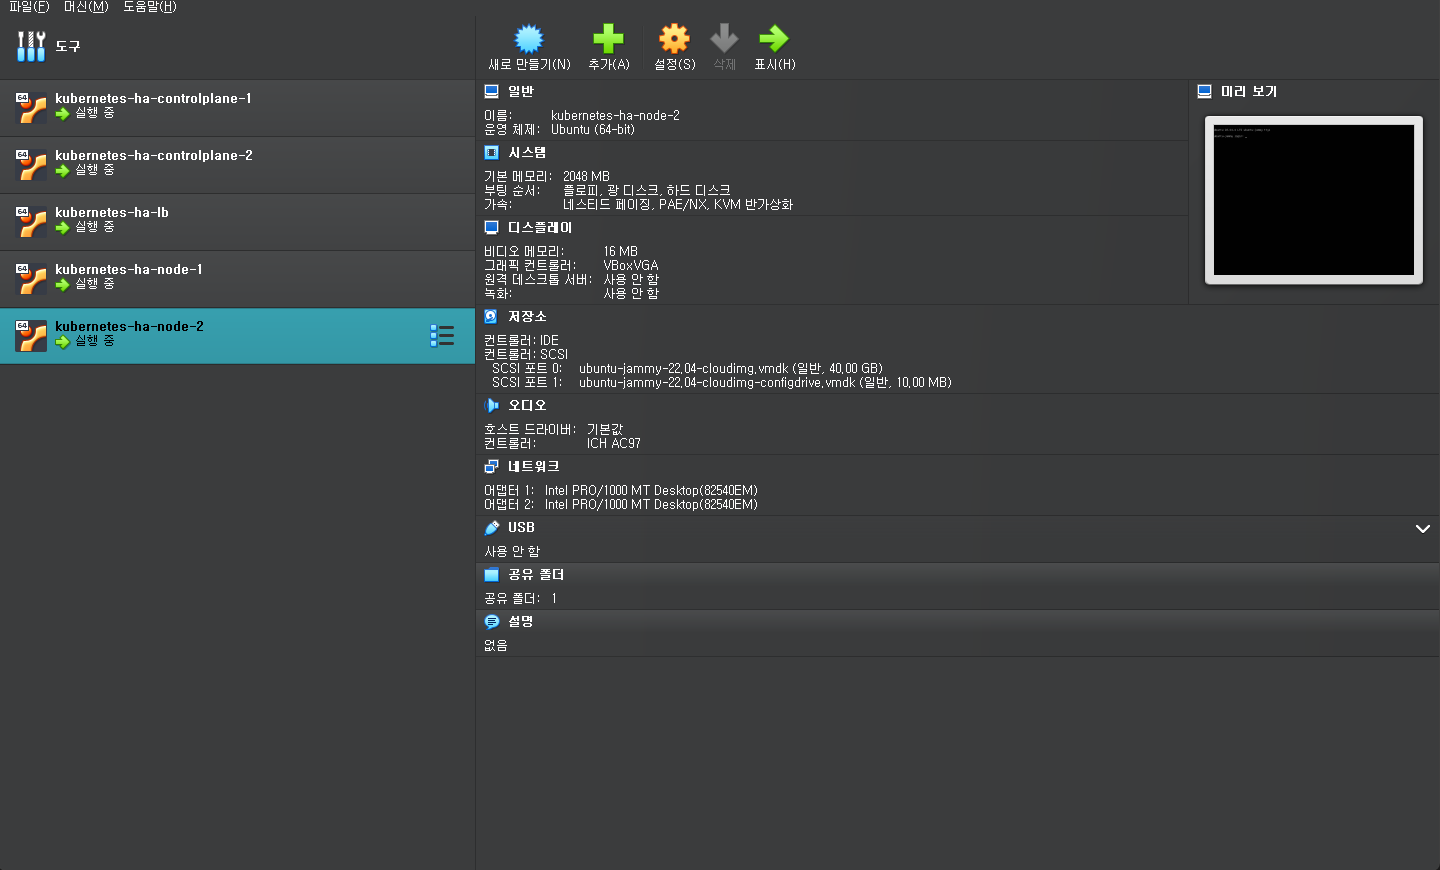 파일(F) 머신(M) 도움말(H)
도구
새로 만들기(N) 추가(A) 설정(S) 삭제 표시(H)
64 kubernetes-ha-controlplane-1
실행 중
64 kubernetes-ha-controlplane-2
실행 중
64 kubernetes-ha-lb
실행 중
64 kubernetes-ha-node-1
실행 중
64 kubernetes-ha-node-2
실행 중
일반
이름: kubernetes-ha-node-2
운영 체제: Ubuntu (64-bit)
시스템
기본 메모리: 2048 MB
부팅 순서: 플로피, 광 디스크, 하드 디스크
가속: 네스티드 페이징, PAE/NX, KVM 반가상화
디스플레이
비디오 메모리: 16 MB
그래픽 컨트롤러: VBoxVGA
원격 데스크톱 서버: 사용 안 함
녹화: 사용 안 함
저장소
컨트롤러: IDE
컨트롤러: SCSI
SCSI 포트 0: ubuntu-jammy-22.04-cloudimg.vmdk (일반, 40.00 GB)
SCSI 포트 1: ubuntu-jammy-22.04-cloudimg-configdrive.vmdk (일반, 10.00 MB)
오디오
호스트 드라이버: 기본값
컨트롤러: ICH AC97
네트워크
어댑터 1: Intel PRO/1000 MT Desktop(82540EM)
어댑터 2: Intel PRO/1000 MT Desktop(82540EM)
USB
사용 안 함
공유 폴더
공유 폴더: 1
설명
없음
미리 보기